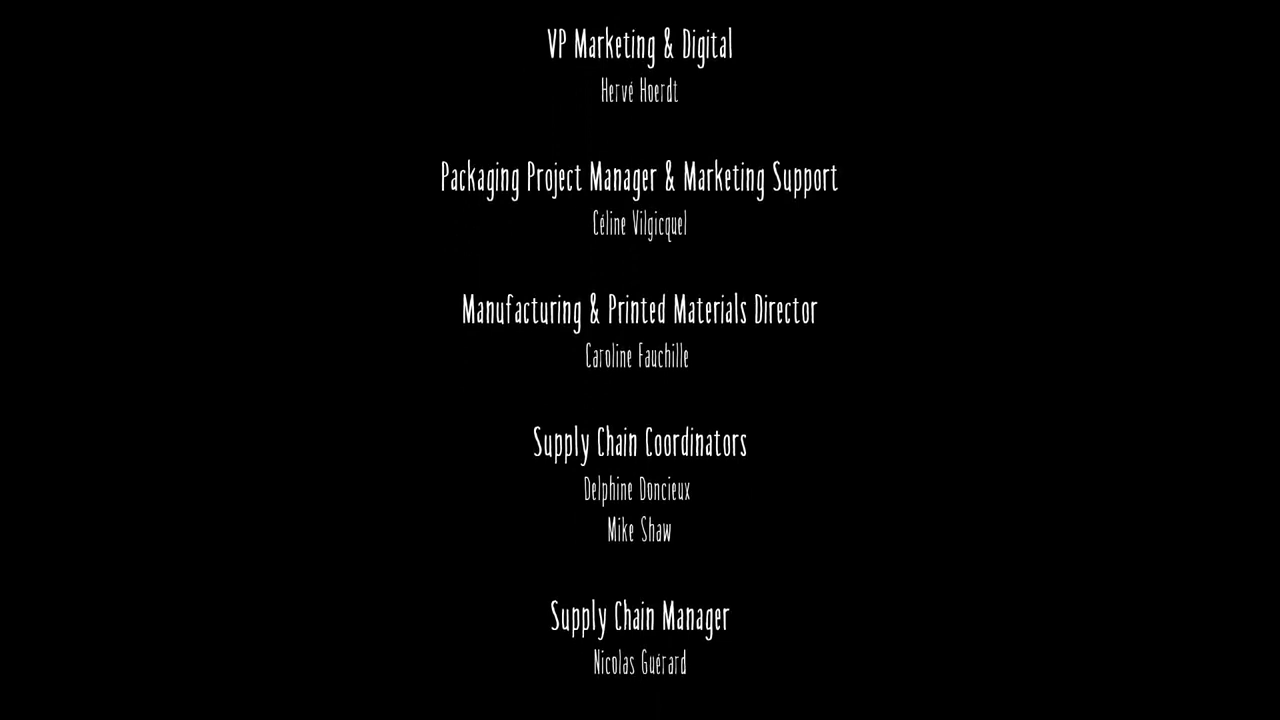 VP Marketing & Digital
Hervé Hoerdt
Packaging Project Manager & Marketing Support
Céline Vilgicquel
Manufacturing & Printed Materials Director
Caroline Fauchille
Supply Chain Coordinators
Delphine Doncieux
Mike Shaw
Supply Chain Manager
Nicolas Guérard